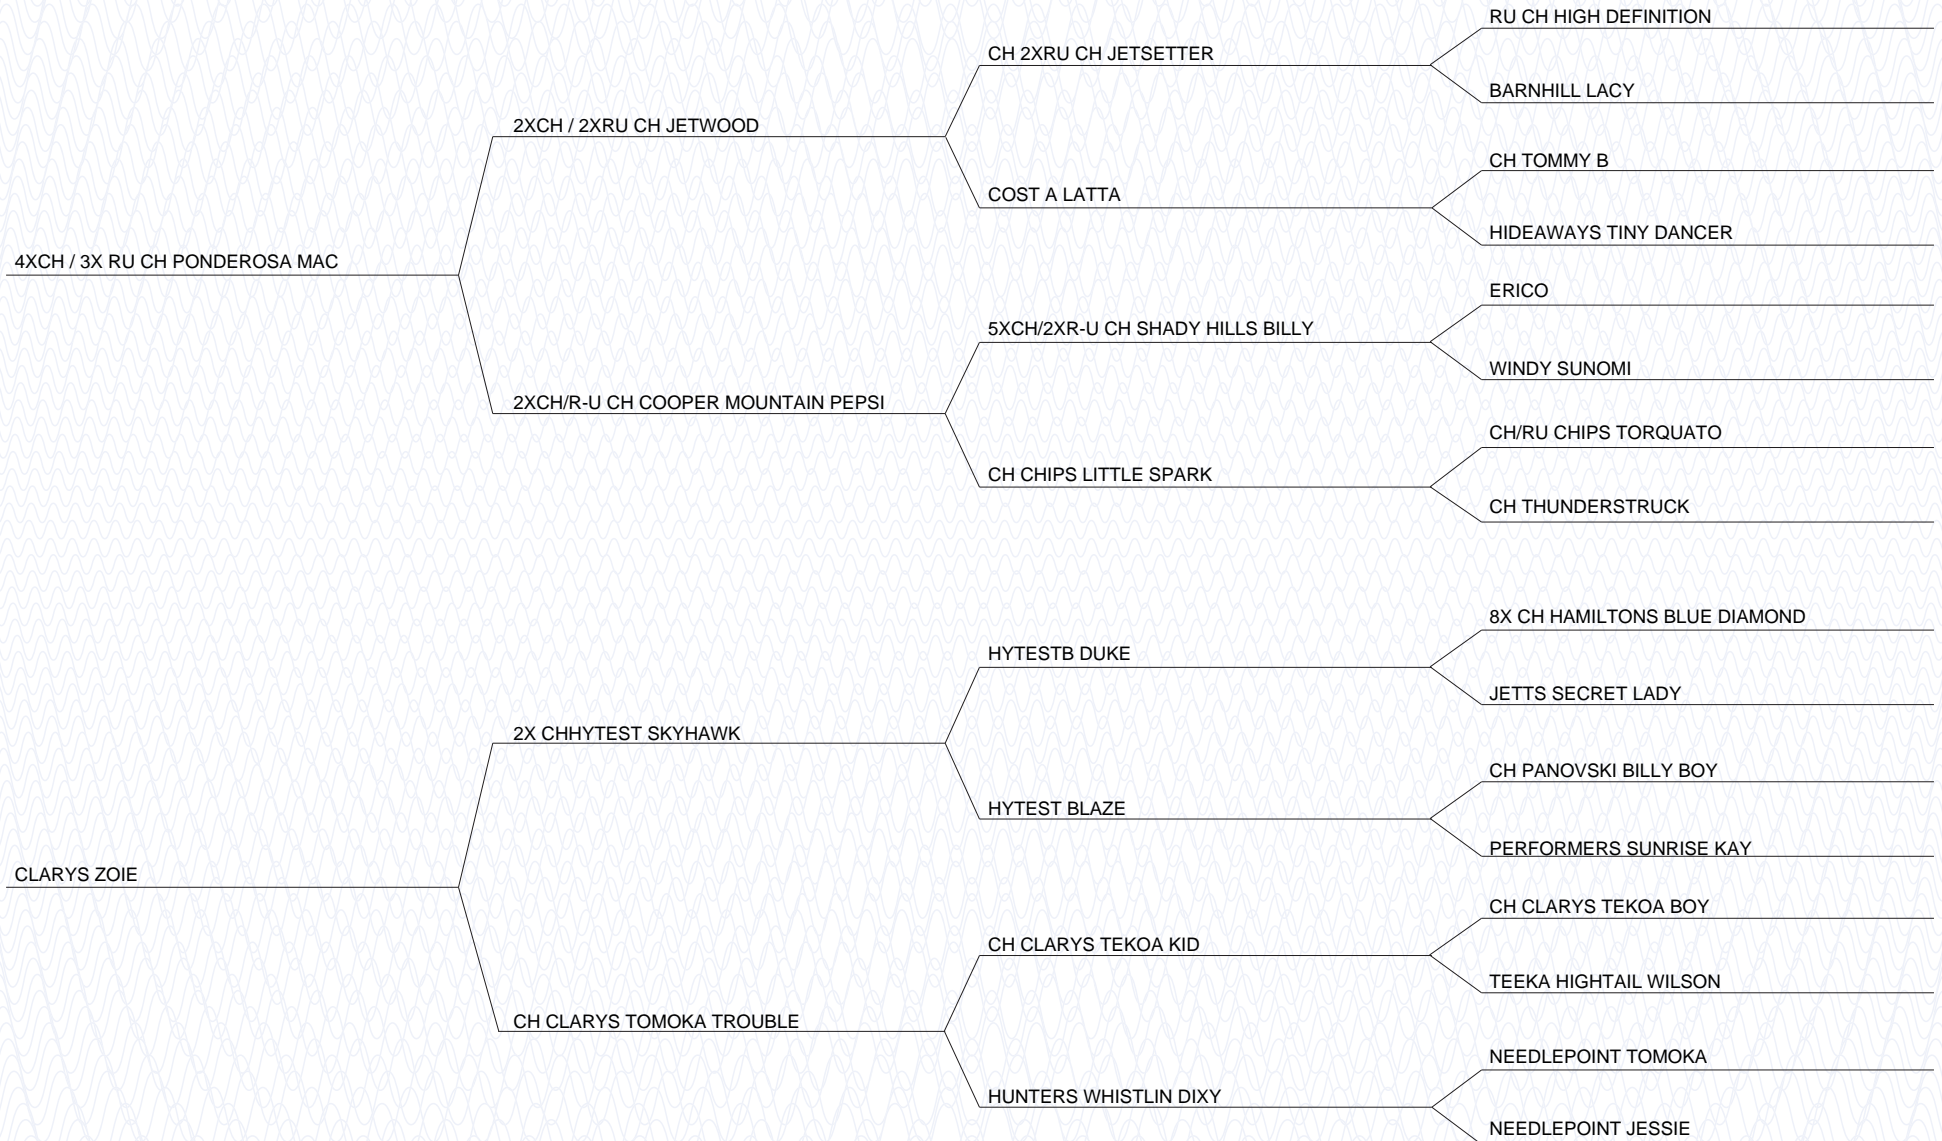 RU CH HIGH DEFINITION
CH 2XRU CH JETSETTER
BARNHILL LACY
2XCH / 2XRU CH JETWOOD
CH TOMMY B
COST A LATTA
HIDEAWAYS TINY DANCER
4XCH / 3X RU CH PONDEROSA MAC
ERICO
5XCH/2XR-U CH SHADY HILLS BILLY
WINDY SUNOMI
2XCH/R-U CH COOPER MOUNTAIN PEPSI
CH/RU CHIPS TORQUATO
CH CHIPS LITTLE SPARK
CH THUNDERSTRUCK
8X CH HAMILTONS BLUE DIAMOND
HYTESTB DUKE
JETTS SECRET LADY
2X CHHYTEST SKYHAWK
CH PANOVSKI BILLY BOY
HYTEST BLAZE
PERFORMERS SUNRISE KAY
CLARYS ZOIE
CH CLARYS TEKOA BOY
CH CLARYS TEKOA KID
TEEKA HIGHTAIL WILSON
CH CLARYS TOMOKA TROUBLE
NEEDLEPOINT TOMOKA
HUNTERS WHISTLIN DIXY
NEEDLEPOINT JESSIE